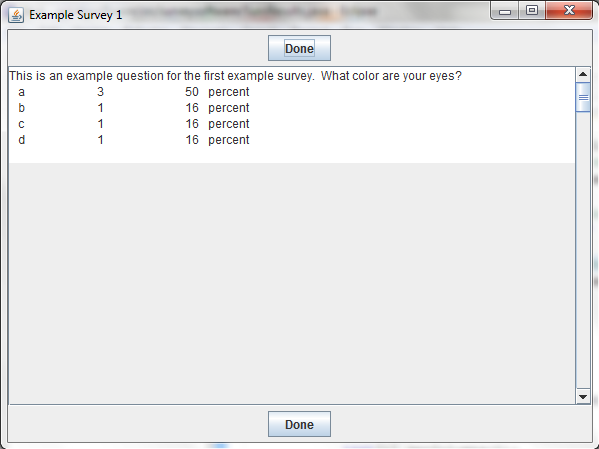 Example Survey 1
Done
This is an example question for the first example survey.  What color are your eyes?
a 3 50 percent
b 1 16 percent
c 1 16 percent
d 1 16 percent
Done